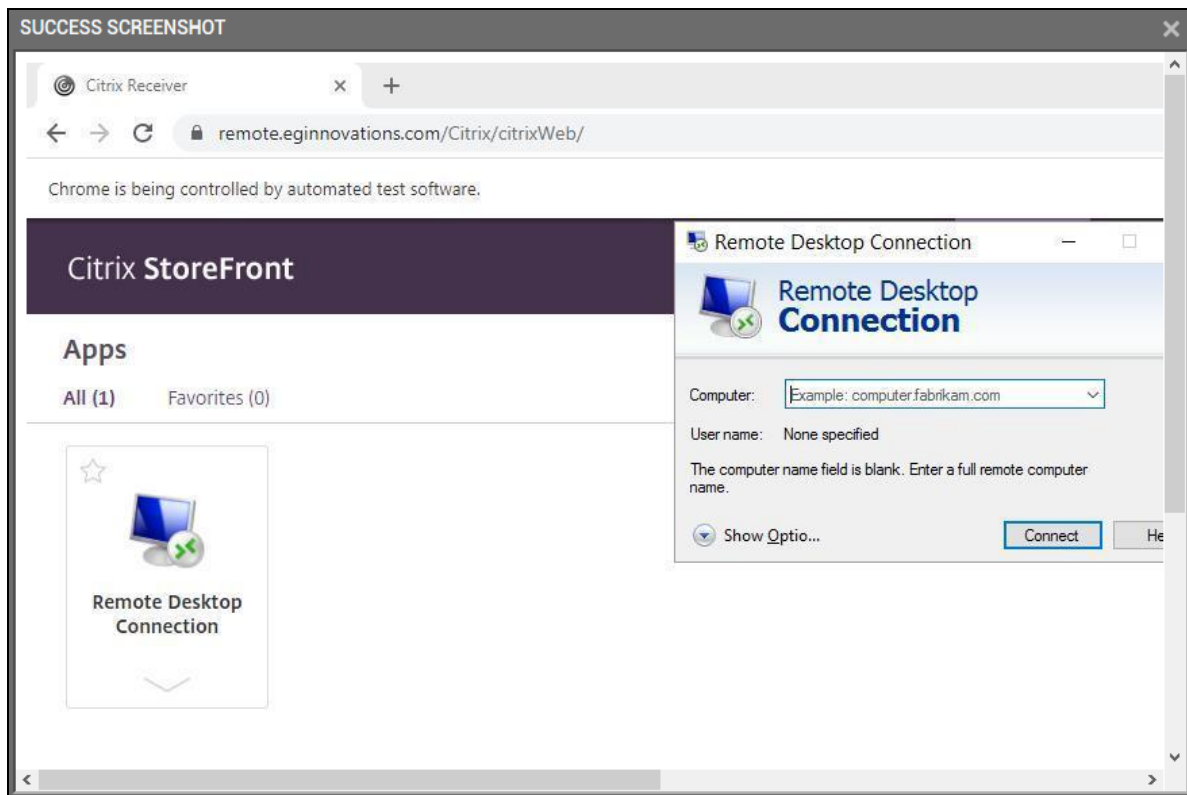 SUCCESS SCREENSHOT
Citrix Receiver
remote.eginnovations.com/Citrix/citrixWeb/
Chrome is being controlled by automated test software.
Citrix StoreFront
Apps
All (1) Favorites (0)
Remote Desktop
Connection
Remote Desktop Connection
Remote Desktop
Connection
Computer: Example: computer.fabrikam.com
User name: None specified
The computer name field is blank. Enter a full remote computer
name.
Show Optio... Connect He